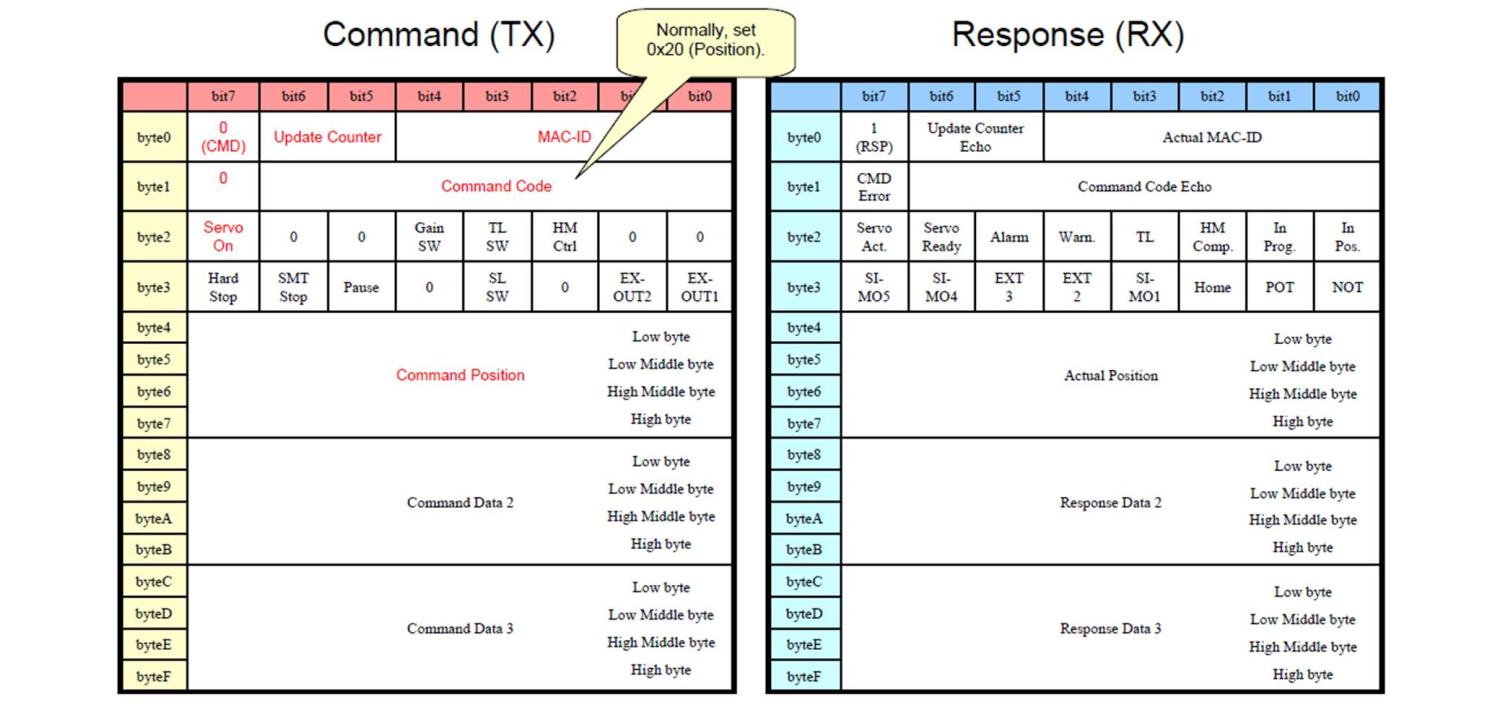 Command (TX)
Normally, set
0x20 (Position).
Response (RX)
bit7 bit6 bit5 bit4 bit3 bit2 bit0
byte0 0 (CMD) Update Counter MAC-ID
byte1 0 Command Code
byte2 Servo On 0 0 Gain SW TL SW HM Ctrl 0 0
byte3 Hard Stop SMT Stop Pause 0 SL SW 0 EX-OUT2 EX-OUT1
byte4 Low byte
byte5 Low Middle byte
Command Position
byte6 High Middle byte
byte7 High byte
byte8 Low byte
byte9 Low Middle byte
Command Data 2
byteA High Middle byte
byteB High byte
byteC Low byte
byteD Low Middle byte
Command Data 3
byteE High Middle byte
byteF High byte
bit7 bit6 bit5 bit4 bit3 bit2 bit1 bit0
byte0 1 (RSP) Update Counter Echo Actual MAC-ID
byte1 CMD Error Command Code Echo
byte2 Servo Act. Servo Ready Alarm Warn. TL HM Comp. In Prog. In Pos.
byte3 SI-MO5 SI-MO4 EXT 3 EXT 2 SI-MO1 Home POT NOT
byte4 Low byte
byte5 Low Middle byte
Actual Position
byte6 High Middle byte
byte7 High byte
byte8 Low byte
byte9 Low Middle byte
Response Data 2
byteA High Middle byte
byteB High byte
byteC Low byte
byteD Low Middle byte
Response Data 3
byteE High Middle byte
byteF High byte